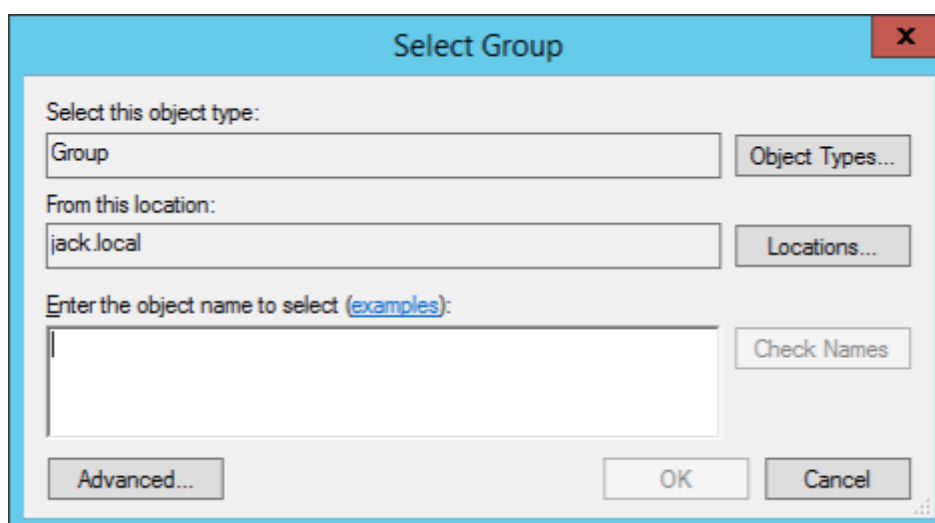 Select Group
x
Select this object type:
Group
Object Types...
From this location:
jack.local
Locations...
Enter the object name to select (examples):
Check Names
Advanced...
OK
Cancel